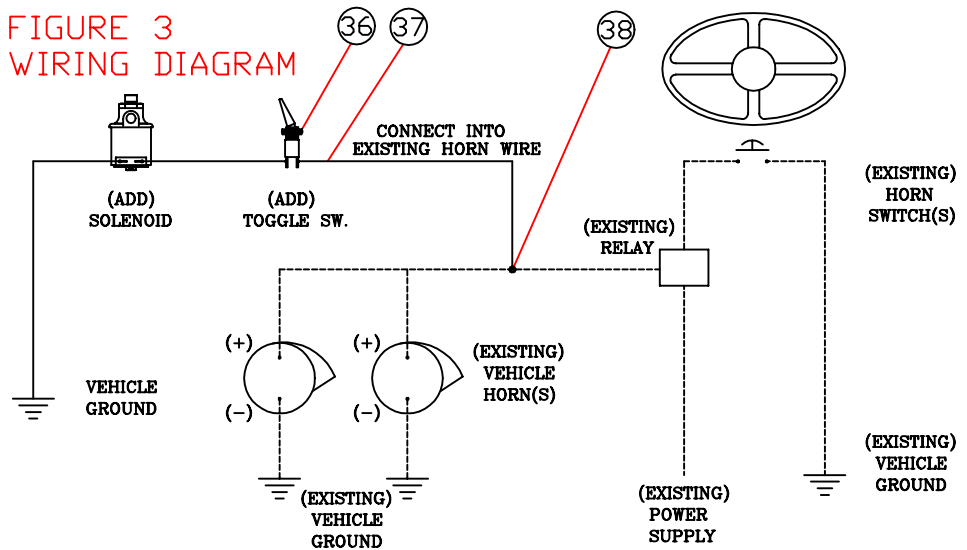 FIGURE 3
WIRING DIAGRAM
36
37
38
CONNECT INTO
EXISTING HORN WIRE
(ADD)
SOLENOID
(ADD)
TOGGLE SW.
(EXISTING)
HORN
SWITCH(S)
(EXISTING)
RELAY
(+)
(+)
(EXISTING)
VEHICLE
HORN(S)
VEHICLE
GROUND
(-)
(-)
(EXISTING)
VEHICLE
GROUND
(EXISTING)
VEHICLE
GROUND
(EXISTING)
POWER
SUPPLY